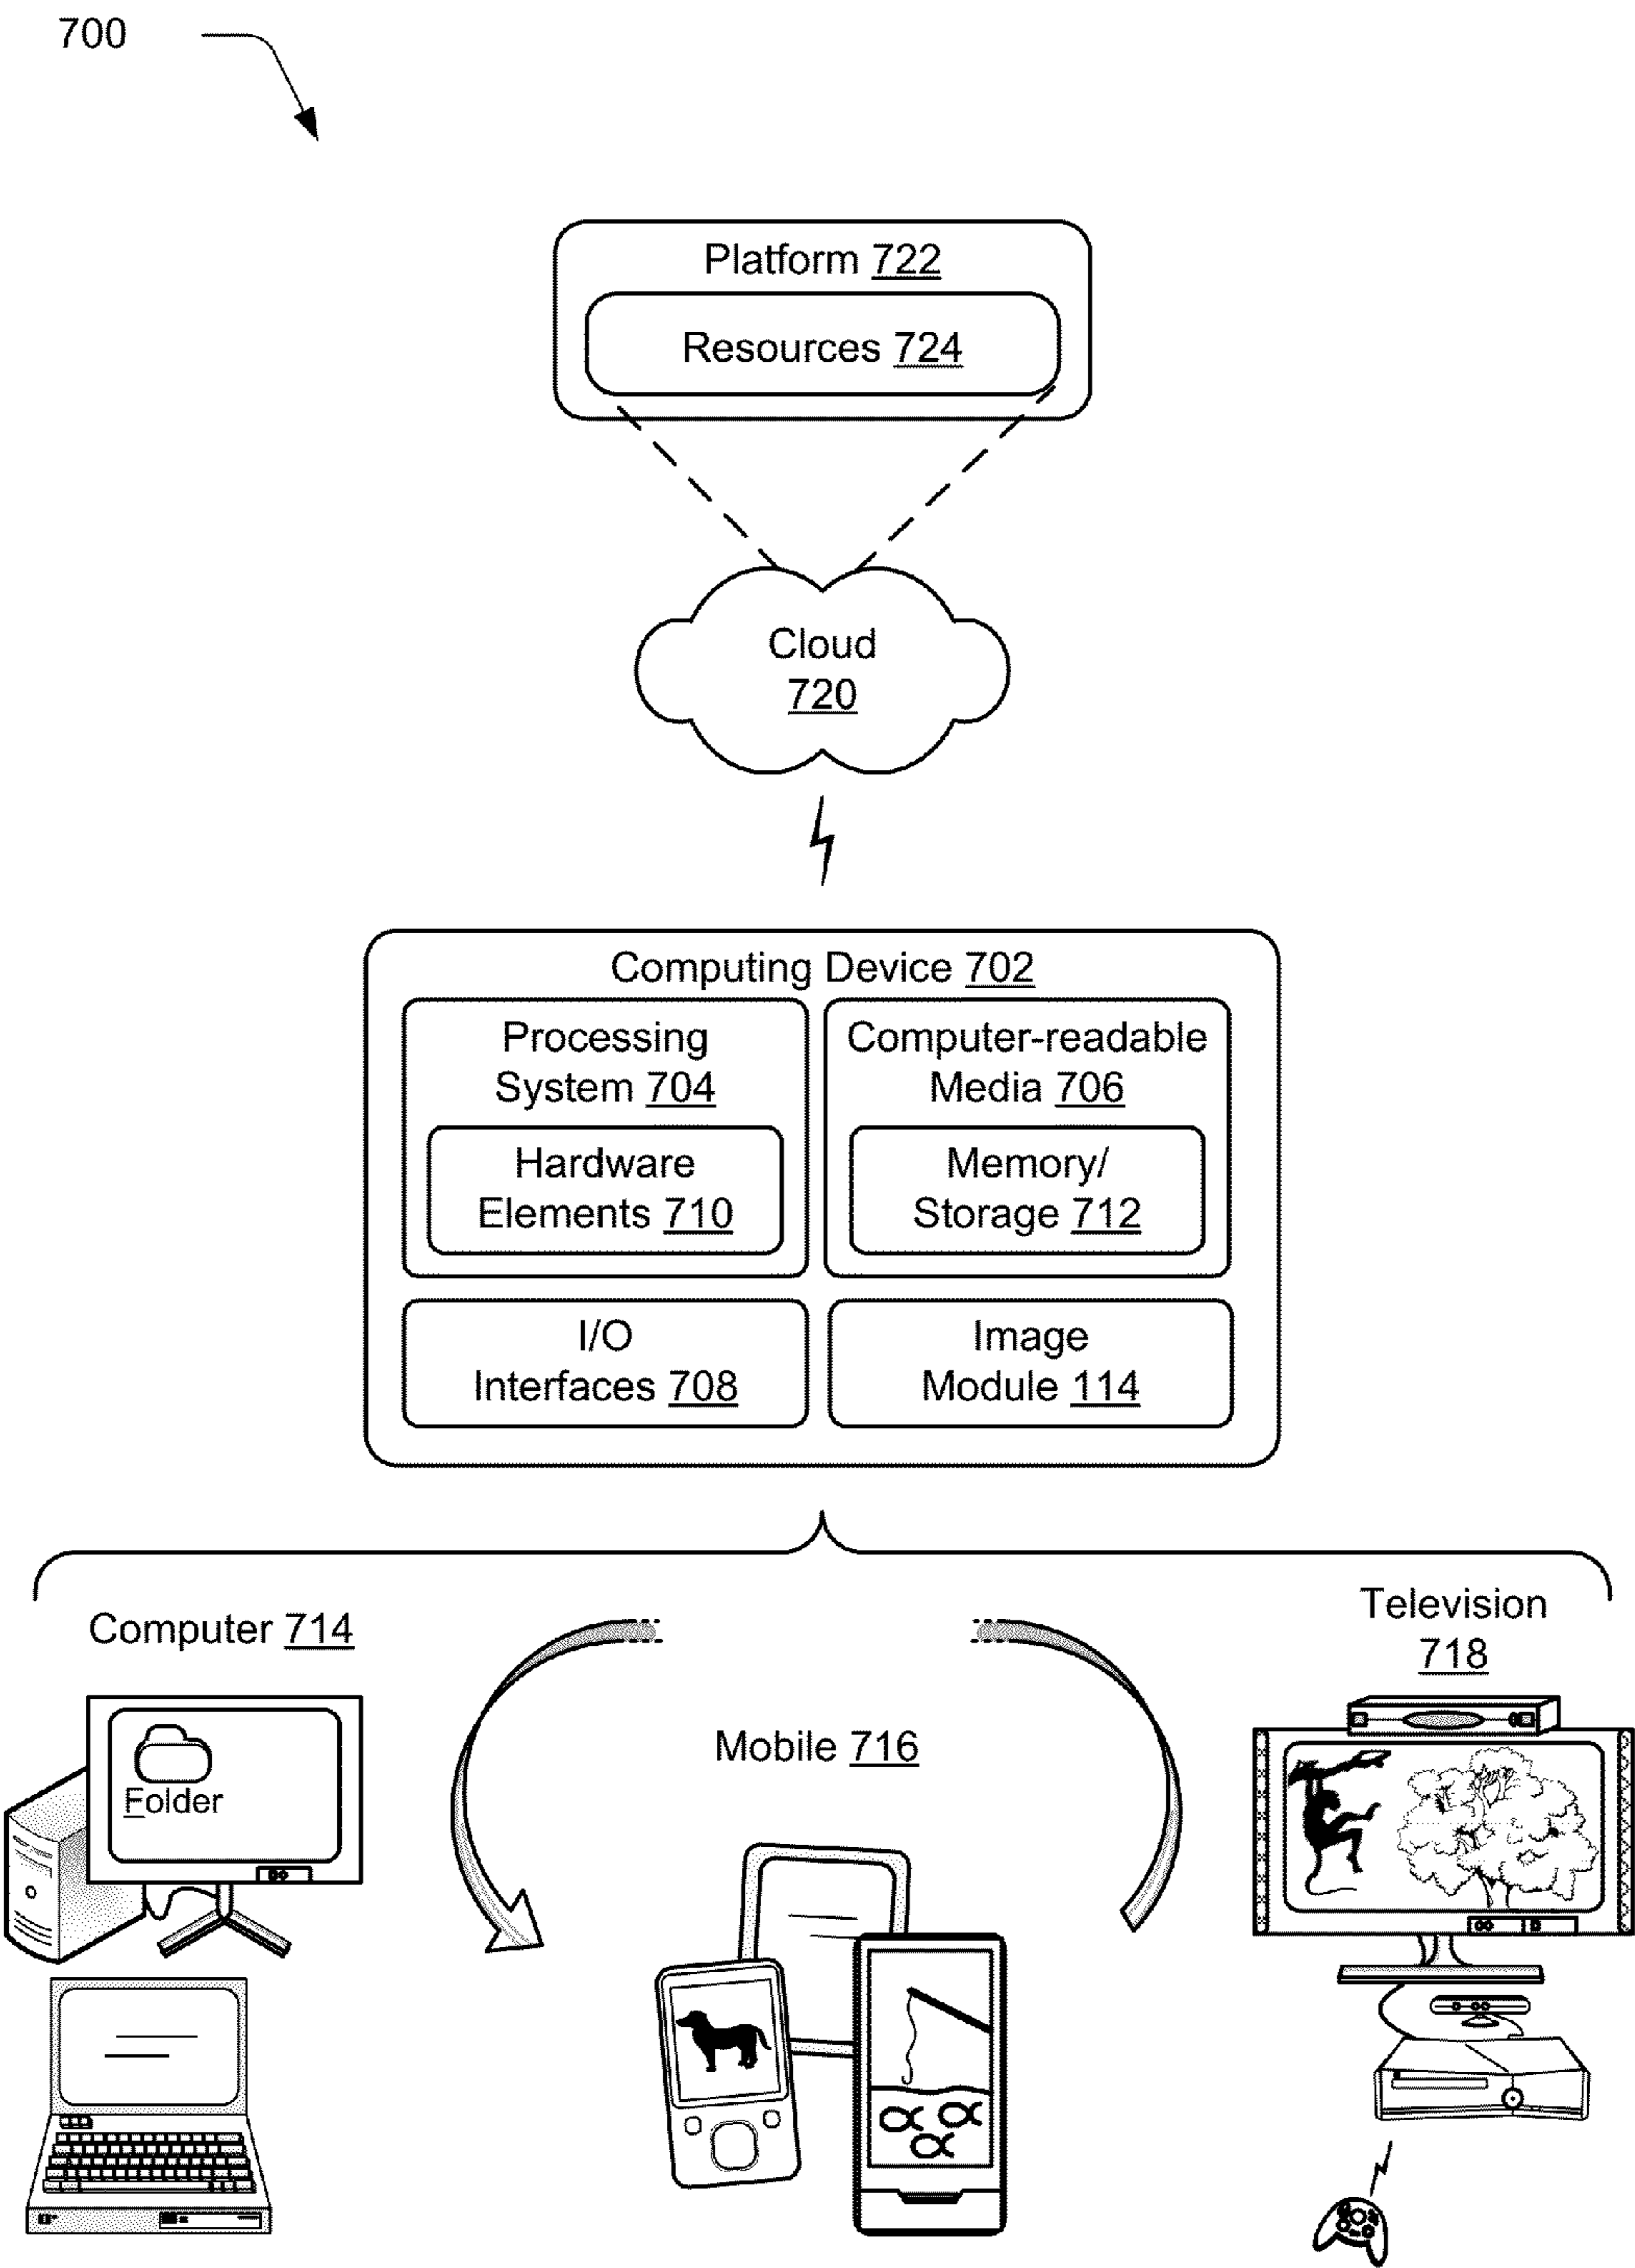 700
Platform 722
Resources 724
Cloud
720
Computing Device 702
Processing
System 704
Hardware
Elements 710
Computer-readable
Media 706
Memory/
Storage 712
I/O
Interfaces 708
Image
Module 114
Computer 714
Folder
Mobile 716
Television
718